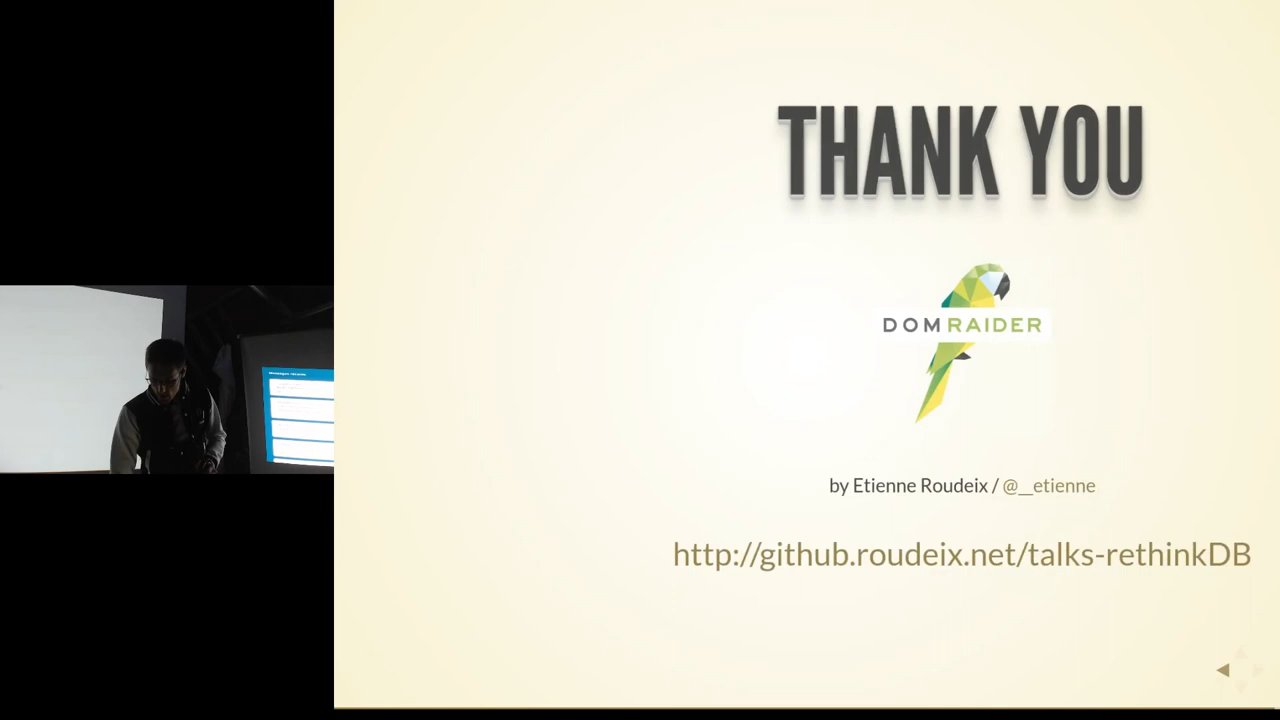 THANK YOU
DOMRAIDER
by Etienne Roudeix / @__etienne
http://github.roudeix.net/talks-rethinkDB